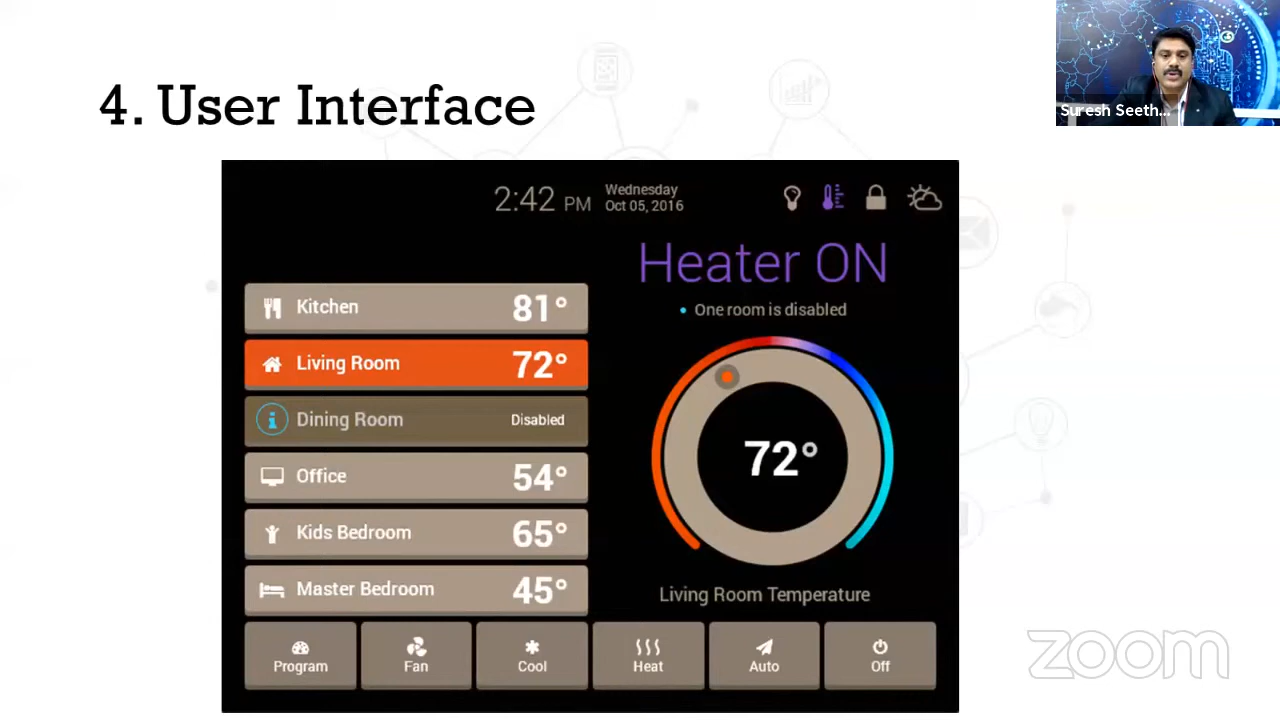 4. User Interface
Suresh Seeth...
2:42 PM
Wednesday
Oct 05, 2016
Heater ON
One room is disabled
Kitchen 81°
Living Room 72°
Dining Room Disabled
Office 54°
Kids Bedroom 65°
Master Bedroom 45°
72°
Living Room Temperature
Program
Fan
Cool
Heat
Auto
Off
zoom